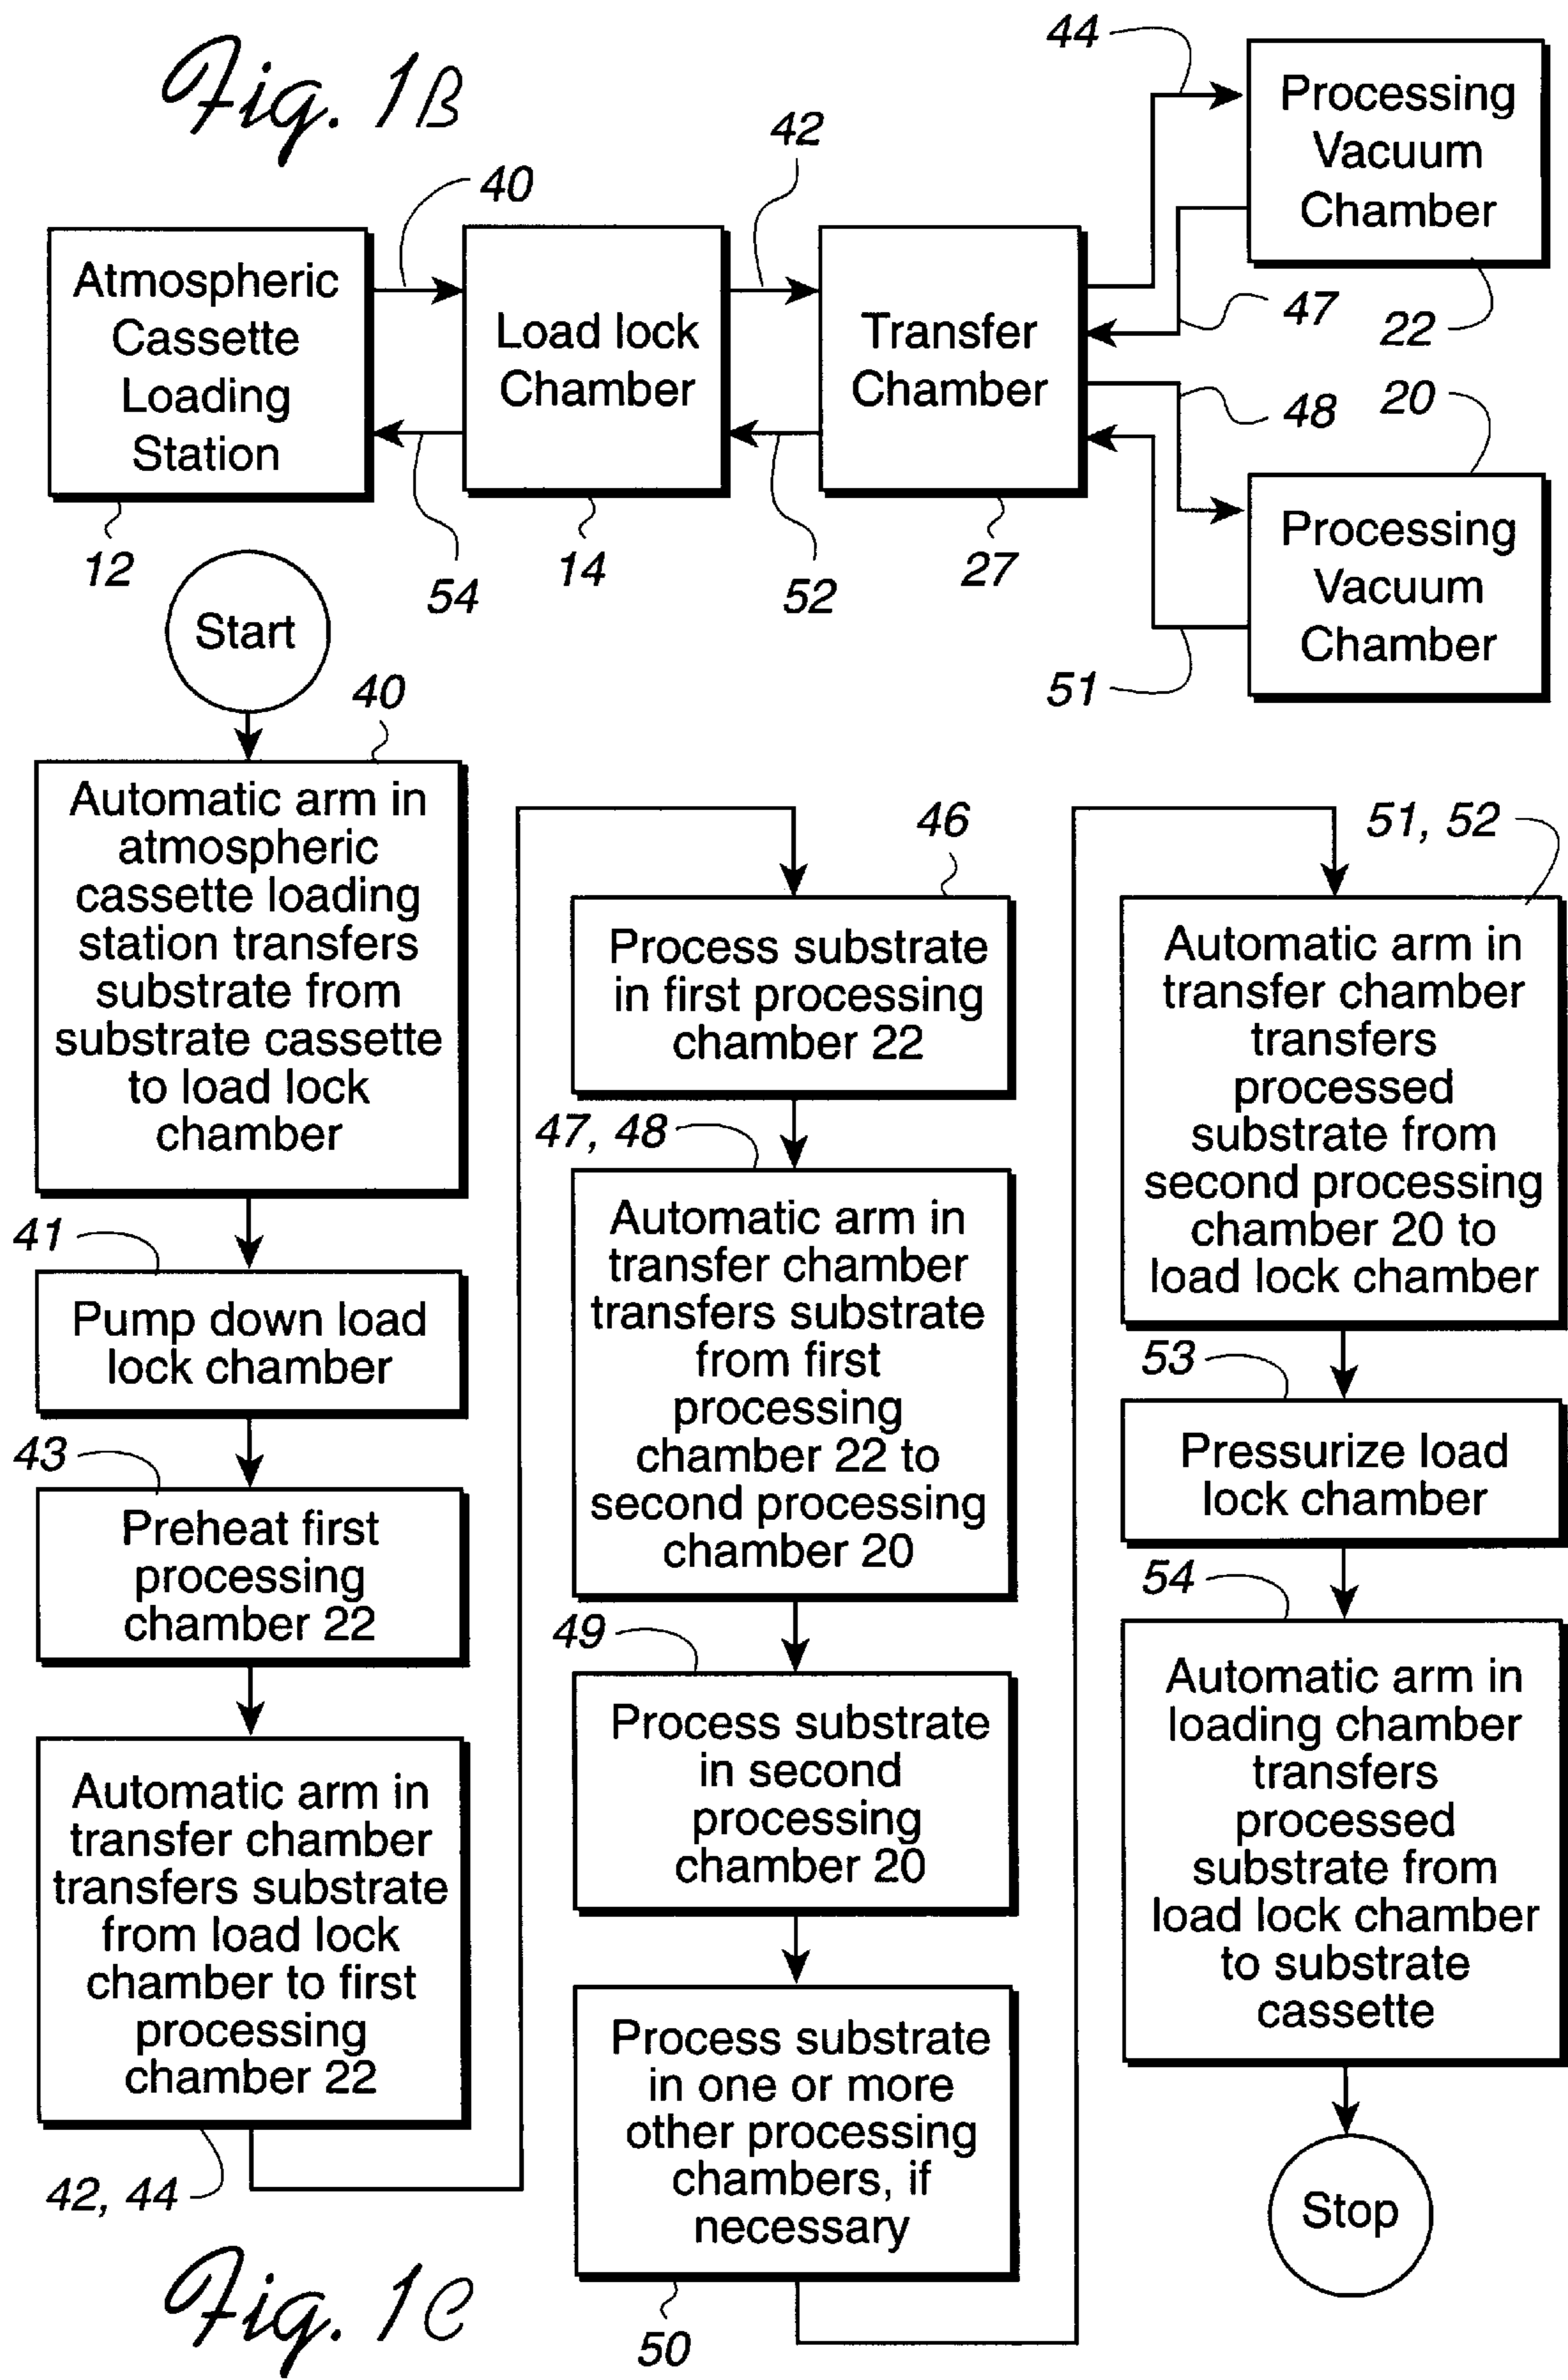 Fig. 1B
44
Processing
Vacuum
Chamber
42
40
Atmospheric
Cassette
Loading
Station
Load lock
Chamber
Transfer
Chamber
47
22
48
20
Processing
Vacuum
Chamber
12
54
14
52
27
51
Start
40
Automatic arm in
atmospheric
cassette loading
station transfers
substrate from
substrate cassette
to load lock
chamber
41
Pump down load
lock chamber
43
Preheat first
processing
chamber 22
Automatic arm in
transfer chamber
transfers substrate
from load lock
chamber to first
processing
chamber 22
42, 44
46
Process substrate
in first processing
chamber 22
47, 48
Automatic arm in
transfer chamber
transfers substrate
from first
processing
chamber 22 to
second processing
chamber 20
49
Process substrate
in second
processing
chamber 20
Process substrate
in one or more
other processing
chambers, if
necessary
50
51, 52
Automatic arm in
transfer chamber
transfers
processed
substrate from
second processing
chamber 20 to
load lock chamber
53
Pressurize load
lock chamber
54
Automatic arm in
loading chamber
transfers
processed
substrate from
load lock chamber
to substrate
cassette
Stop
Fig. 1C